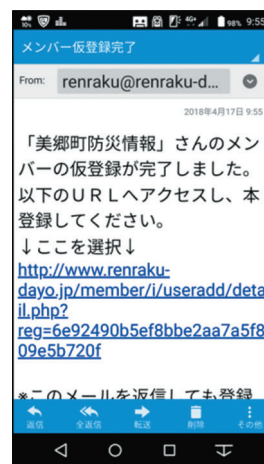 98% 9:55
メンバー仮登録完了
From: renraku@renraku-d...
2018年4月17日 9:55
「美郷町防災情報」さんのメン
バーの仮登録が完了しました。
以下のＵＲＬへアクセスし、本
登録してください。
↓ここを選択↓
http://www.renraku-
dayo.jp/member/i/useradd/deta
il.php?
reg=6e92490b5ef8bbe2aa7a5f8
09e5b720f
※このメールを返信しても登録
返信 全返信 転送 削除 その他